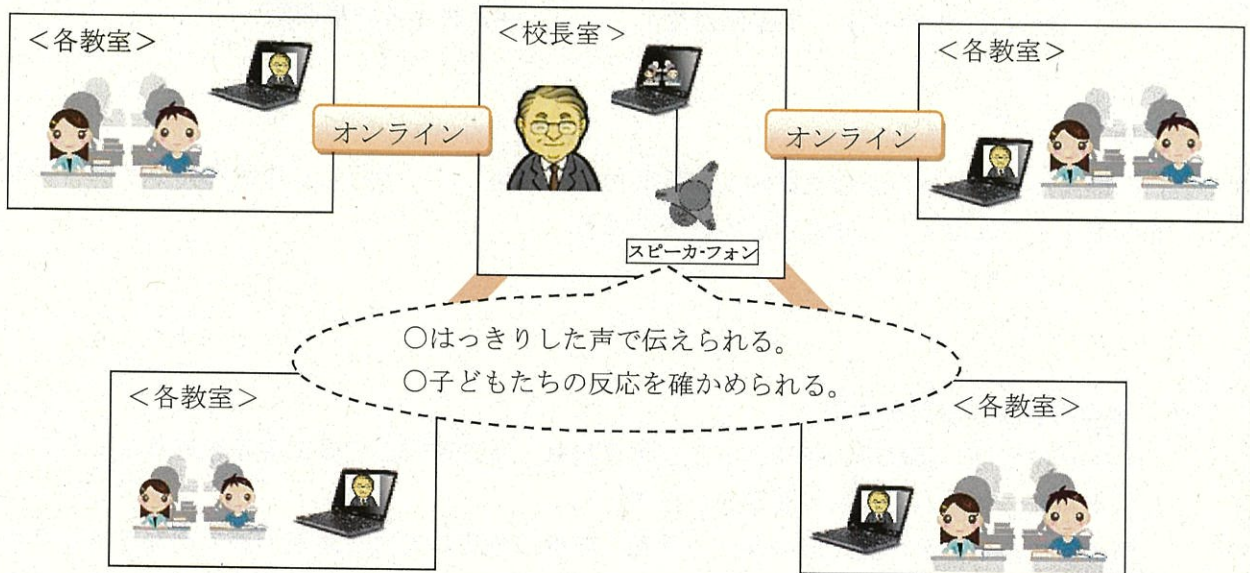 ＜各教室＞
＜校長室＞
＜各教室＞
オンライン
オンライン
スピーカ・フォン
○はっきりした声で伝えられる。
○子どもたちの反応を確かめられる。
＜各教室＞
＜各教室＞